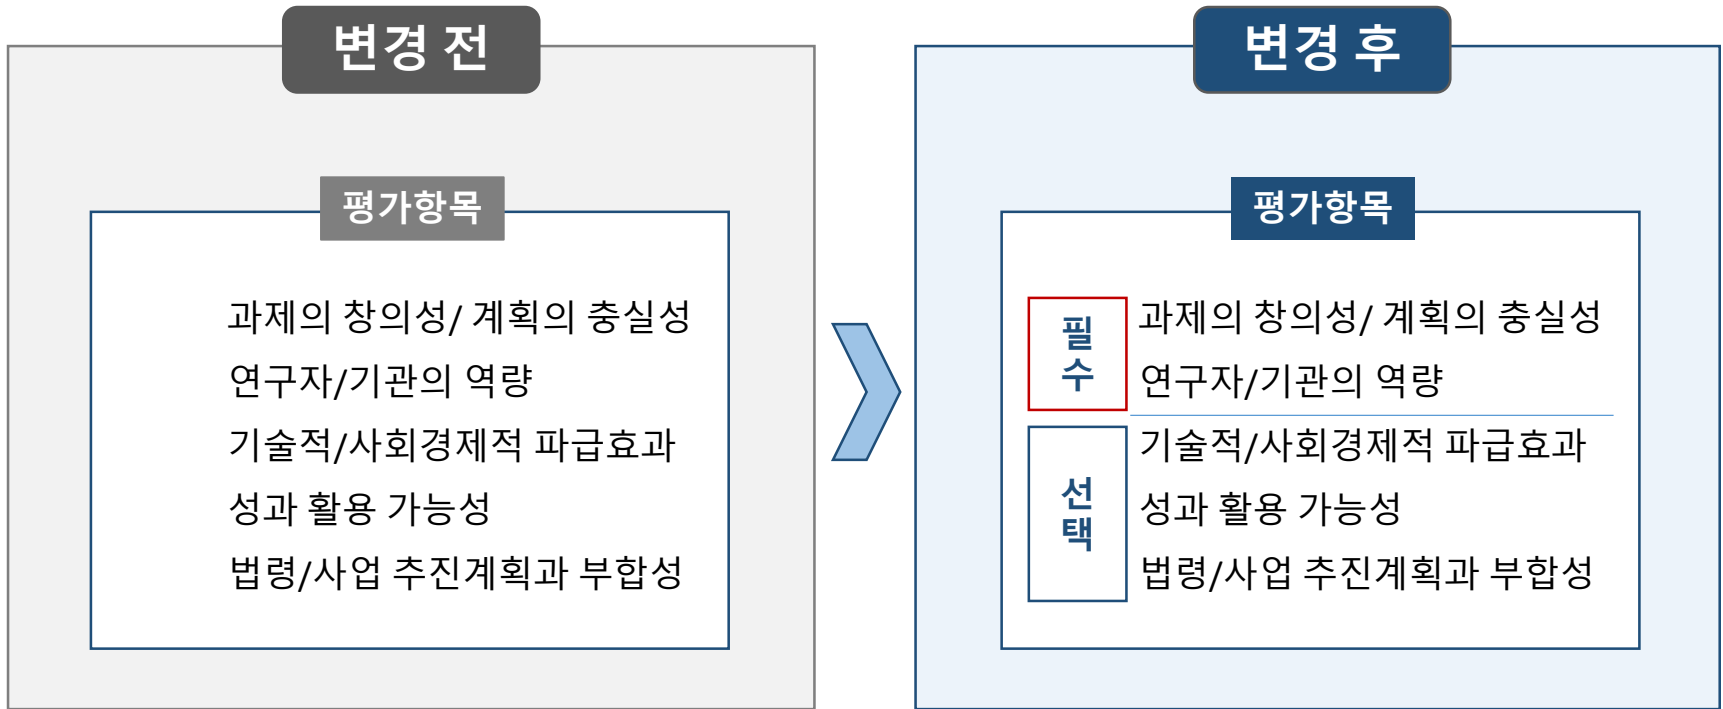 변경 전
평가항목
과제의 창의성/ 계획의 충실성
연구자/기관의 역량
기술적/사회경제적 파급효과
성과 활용 가능성
법령/사업 추진계획과 부합성
변경 후
평가항목
필수
과제의 창의성/ 계획의 충실성
연구자/기관의 역량
선택
기술적/사회경제적 파급효과
성과 활용 가능성
법령/사업 추진계획과 부합성